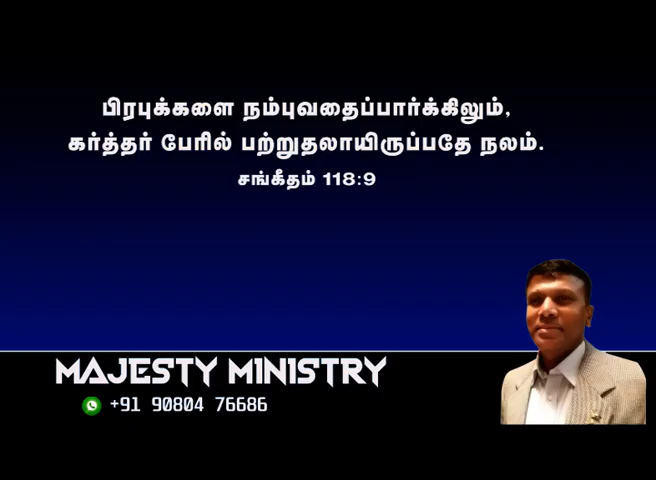 பிரபுக்களை நம்புவதைப்பார்க்கிலும்,
கர்த்தர் பேரில் பற்றுதலாயிருப்பதே நலம்.
சங்கீதம் 118:9
MAJESTY MINISTRY
+91 90804 76686